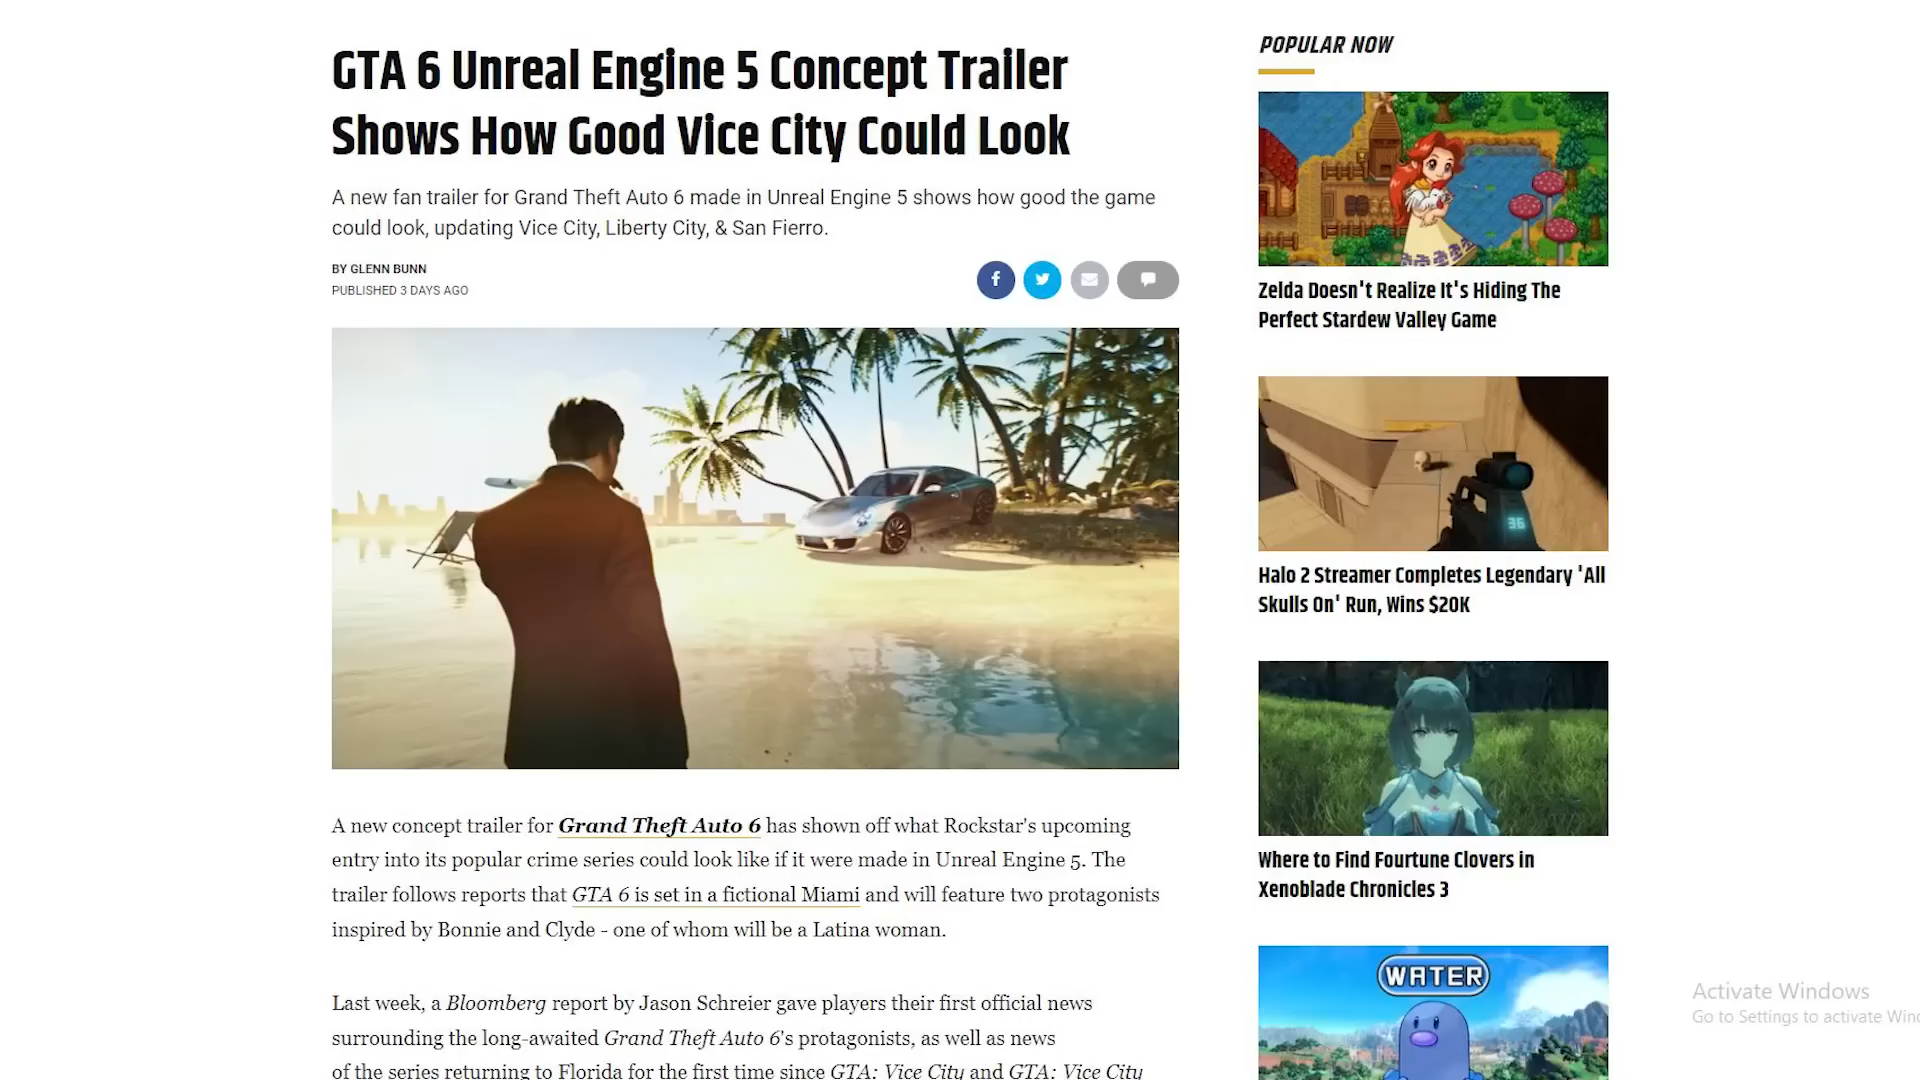 GTA 6 Unreal Engine 5 Concept Trailer
Shows How Good Vice City Could Look
A new fan trailer for Grand Theft Auto 6 made in Unreal Engine 5 shows how good the game
could look, updating Vice City, Liberty City, & San Fierro.
BY GLENN BUNN
PUBLISHED 3 DAYS AGO
A new concept trailer for Grand Theft Auto 6 has shown off what Rockstar's upcoming
entry into its popular crime series could look like if it were made in Unreal Engine 5. The
trailer follows reports that GTA 6 is set in a fictional Miami and will feature two protagonists
inspired by Bonnie and Clyde - one of whom will be a Latina woman.
Last week, a Bloomberg report by Jason Schreier gave players their first official news
surrounding the long-awaited Grand Theft Auto 6's protagonists, as well as news
of the series returning to Florida for the first time since GTA: Vice City and GTA: Vice City
POPULAR NOW
Zelda Doesn't Realize It's Hiding The
Perfect Stardew Valley Game
36
Halo 2 Streamer Completes Legendary 'All
Skulls On' Run, Wins $20K
Where to Find Fourtune Clovers in
Xenoblade Chronicles 3
WATER
Activate Windows
Go to Settings to activate Win